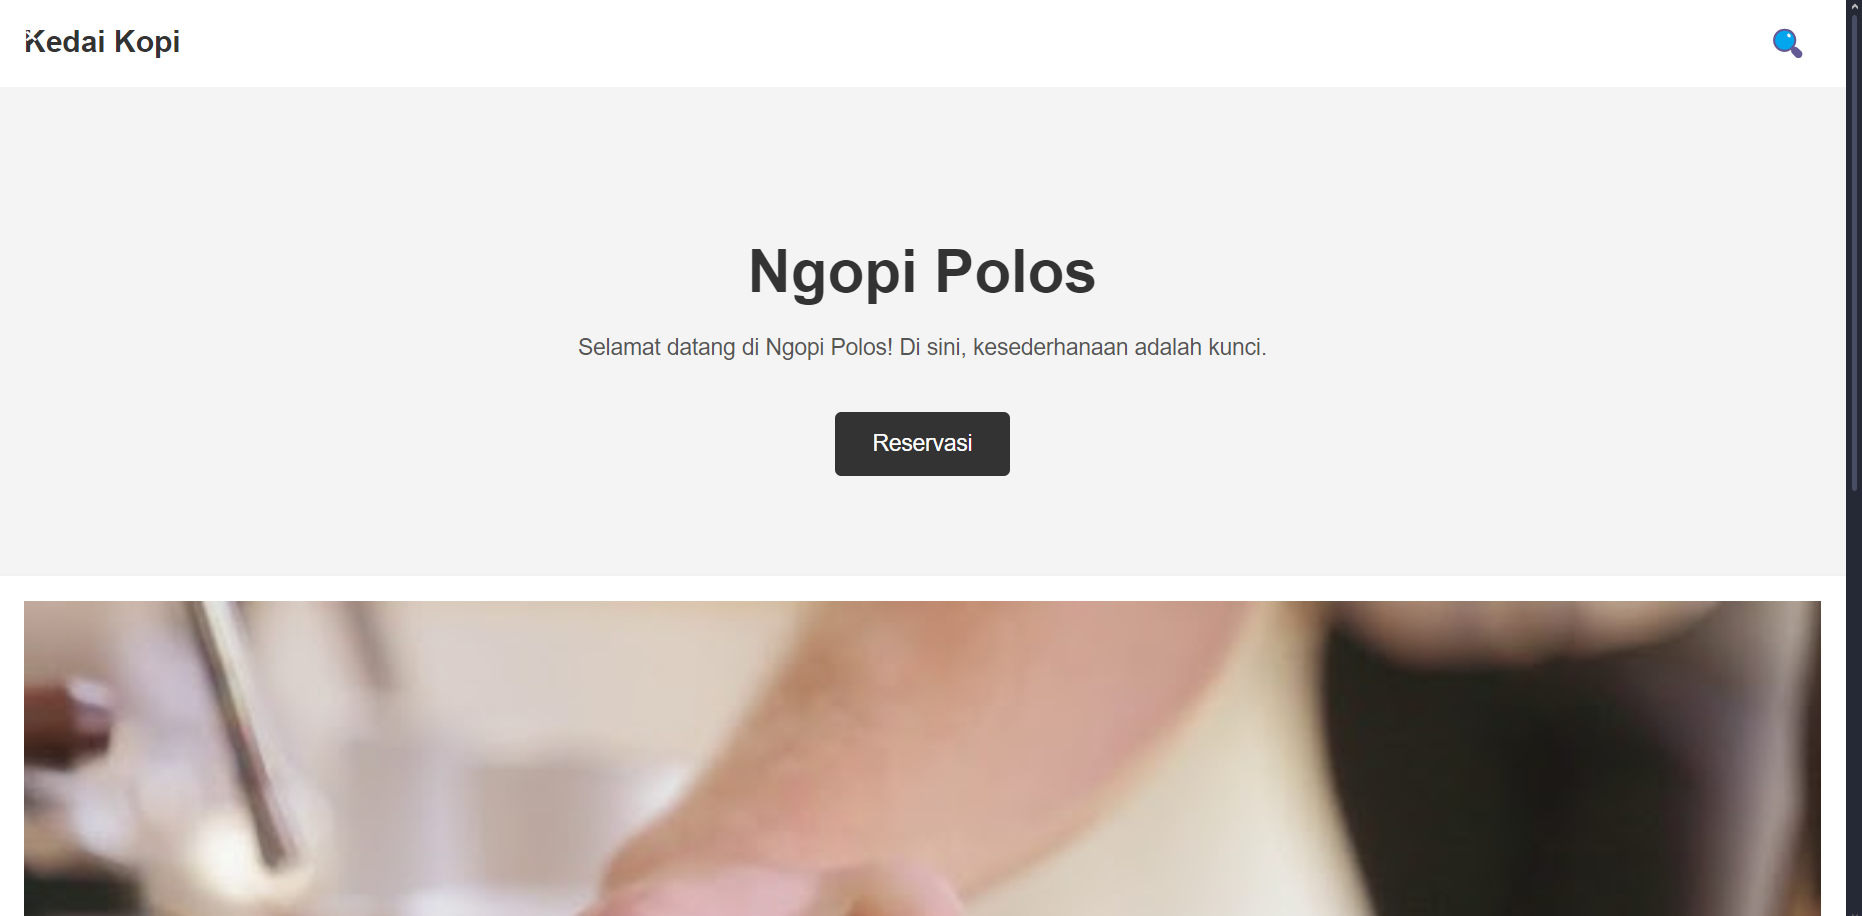 Kedai Kopi
Ngopi Polos
Selamat datang di Ngopi Polos! Di sini, kesederhanaan adalah kunci.
Reservasi